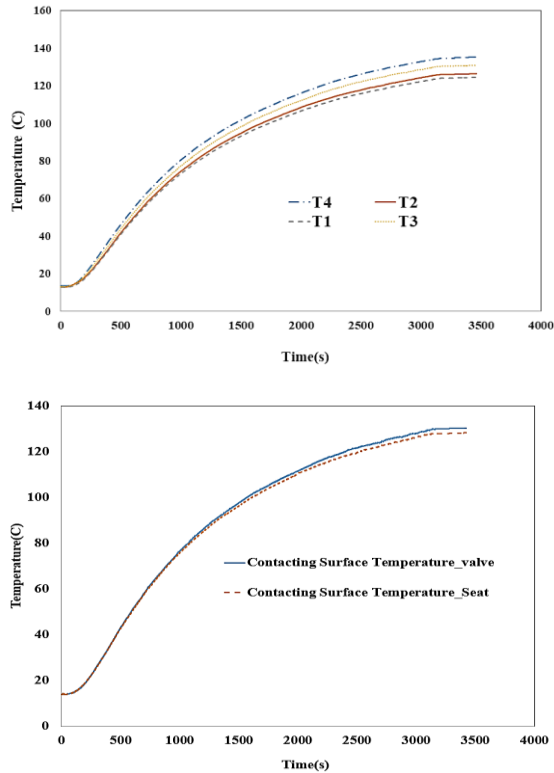 160
140
120
100
80
60
40
20
0
Temperature (C)
T4 T2
T1 T3
0 500 1000 1500 2000 2500 3000 3500 4000
Time(s)
140
120
100
80
60
40
20
0
Temperature(C)
Contacting Surface Temperature_valve
Contacting Surface Temperature_Seat
0 500 1000 1500 2000 2500 3000 3500 4000
Time(s)